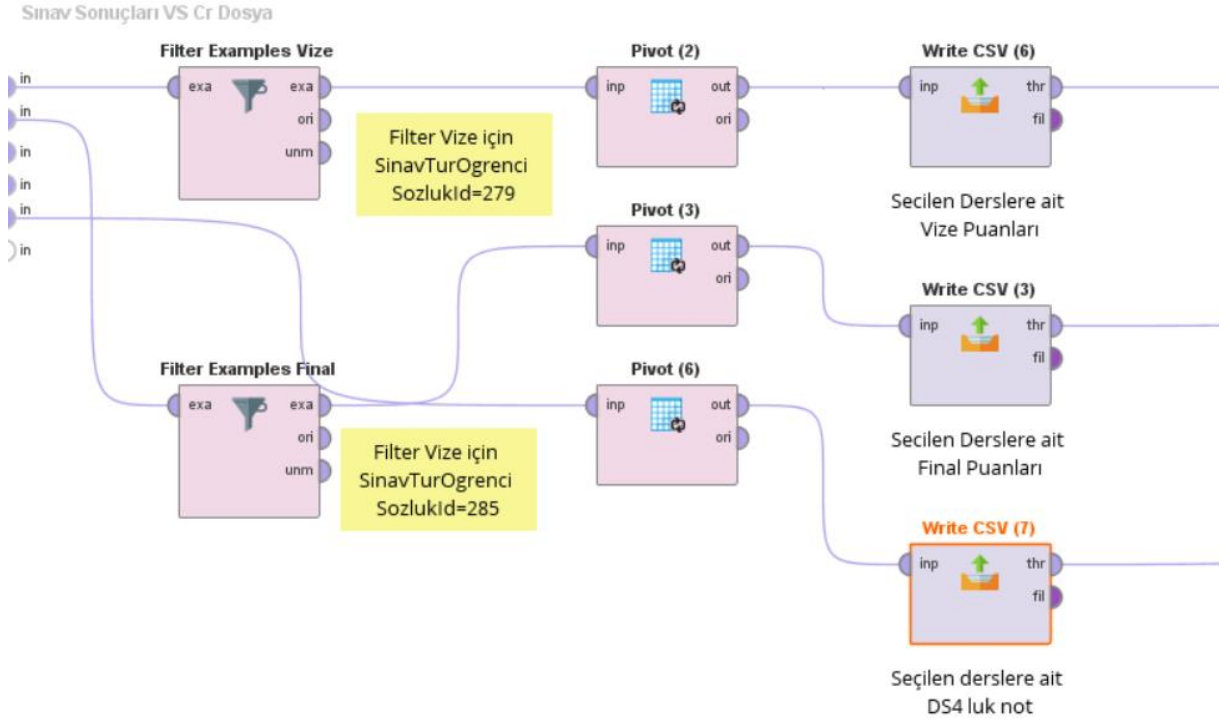 Sınav Sonuçları VS Cr Dosya
Filter Examples Vize
Pivot (2)
Write CSV (6)
in
exa
exa
inp
out
inp
thr
in
ori
ori
fil
in
unm
Filter Vize için
SinavTurOgrenci
SozlukId=279
in
Secilen Derslere ait
Vize Puanları
in
Pivot (3)
in
inp
out
ori
Write CSV (3)
inp
thr
fil
Filter Examples Final
Pivot (6)
exa
exa
inp
out
ori
ori
unm
Filter Vize için
SinavTurOgrenci
SozlukId=285
Secilen Derslere ait
Final Puanları
Write CSV (7)
inp
thr
fil
Seçilen derslere ait
DS4 luk not